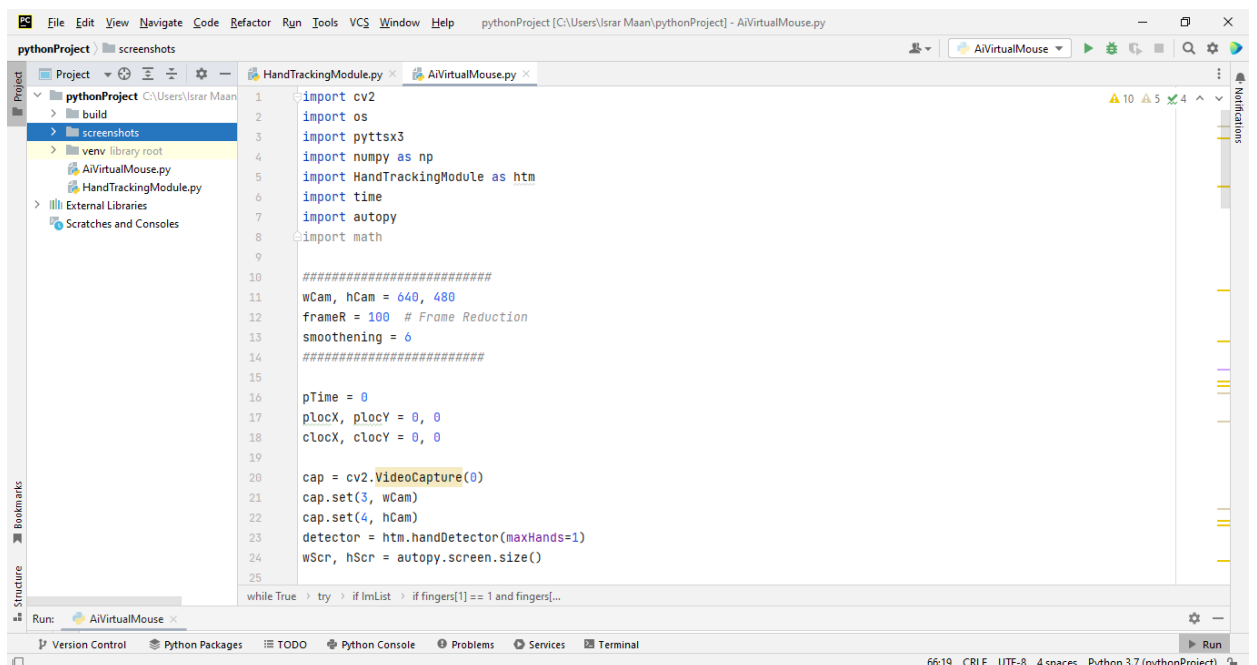 PC File Edit View Navigate Code Refactor Run Tools VCS Window Help pythonProject [C:\Users\Israr Maan\pythonProject] - AiVirtualMouse.py
pythonProject screenshots AiVirtualMouse
Project HandTrackingModule.py AiVirtualMouse.py
Project
pythonProject C:\Users\Israr Maan
build
screenshots
venv library root
AiVirtualMouse.py
HandTrackingModule.py
External Libraries
Scratches and Consoles
10 5 4
1 import cv2
2 import os
3 import pyttsx3
4 import numpy as np
5 import HandTrackingModule as htm
6 import time
7 import autopy
8 import math
9
10 ##########################
11 wCam, hCam = 640, 480
12 frameR = 100 # Frame Reduction
13 smoothening = 6
14 #########################
15
16 pTime = 0
17 plocX, plocY = 0, 0
18 clocX, clocY = 0, 0
19
20 cap = cv2.VideoCapture(0)
21 cap.set(3, wCam)
22 cap.set(4, hCam)
23 detector = htm.handDetector(maxHands=1)
24 wScr, hScr = autopy.screen.size()
25
while True try if lmList if fingers[1] == 1 and fingers[...
Notifications
Bookmarks
Structure
Run: AiVirtualMouse
Version Control Python Packages TODO Python Console Problems Services Terminal Run
66:19 CRLF UTF-8 4 spaces Python 3.7 (pythonProject)